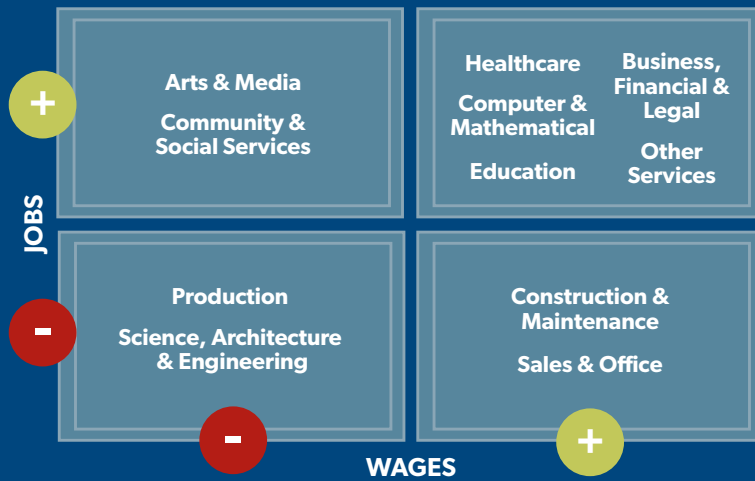 Arts & Media
Community &
Social Services
Healthcare
Computer &
Mathematical
Education
Business,
Financial &
Legal
Other
Services
+
JOBS
-
Production
Science, Architecture
& Engineering
Construction &
Maintenance
Sales & Office
-
+
WAGES